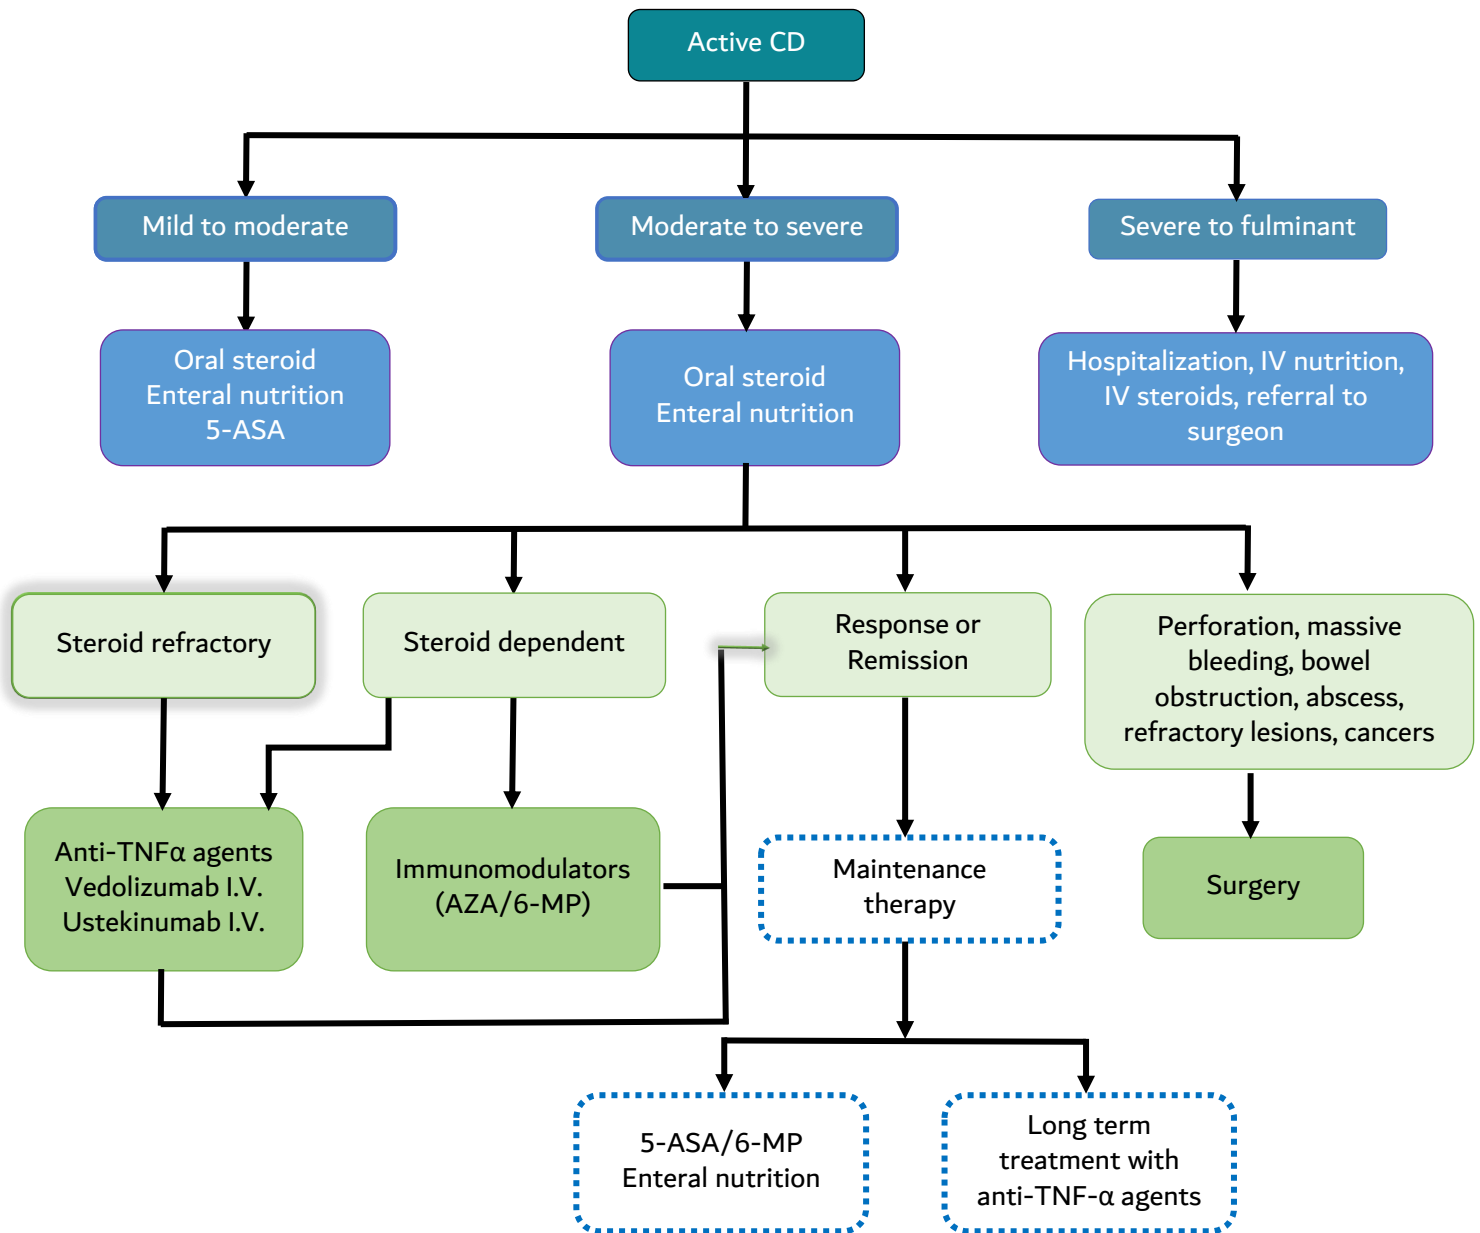 Active CD
Mild to moderate
Moderate to severe
Severe to fulminant
Oral steroid
Enteral nutrition
5-ASA
Oral steroid
Enteral nutrition
Hospitalization, IV nutrition,
IV steroids, referral to
surgeon
Steroid refractory
Steroid dependent
Response or
Remission
Perforation, massive
bleeding, bowel
obstruction, abscess,
refractory lesions, cancers
Anti-TNFα agents
Vedolizumab I.V.
Ustekinumab I.V.
Immunomodulators
(AZA/6-MP)
Maintenance
therapy
Surgery
5-ASA/6-MP
Enteral nutrition
Long term
treatment with
anti-TNF-α agents